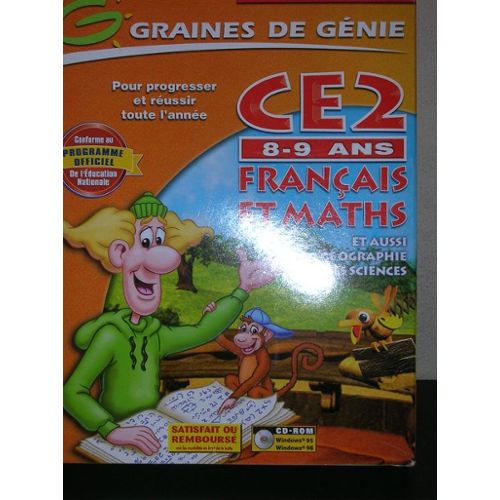 G GRAINES DE GÉNIE
Pour progresser
et réussir
toute l'année
CE2
8-9 ANS
FRANÇAIS
ET MATHS
ET AUSSI
SCIENCES
Conforme au
PROGRAMME
OFFICIEL
De l'Éducation
Nationale
SATISFAIT OU
REMBOURSÉ
CD-ROM
Windows® 95
Windows® 98